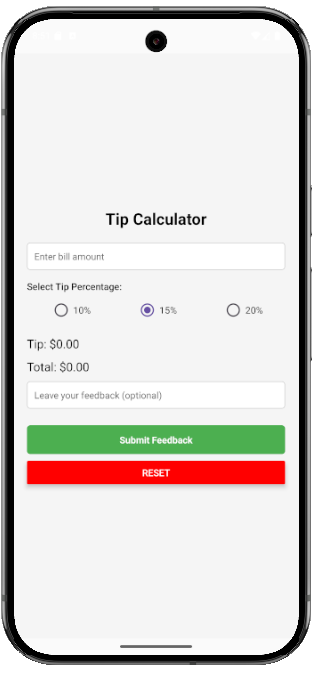 Tip Calculator
Enter bill amount
Select Tip Percentage:
10% 15% 20%
Tip: $0.00
Total: $0.00
Leave your feedback (optional)
Submit Feedback
RESET